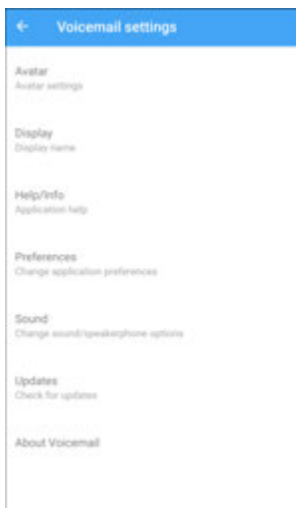 Voicemail settings
Avatar
Avatar settings
Display
Display name
Help/Info
Application help
Preferences
Change application preferences
Sound
Change sound/speakerphone options
Updates
Check for updates
About Voicemail